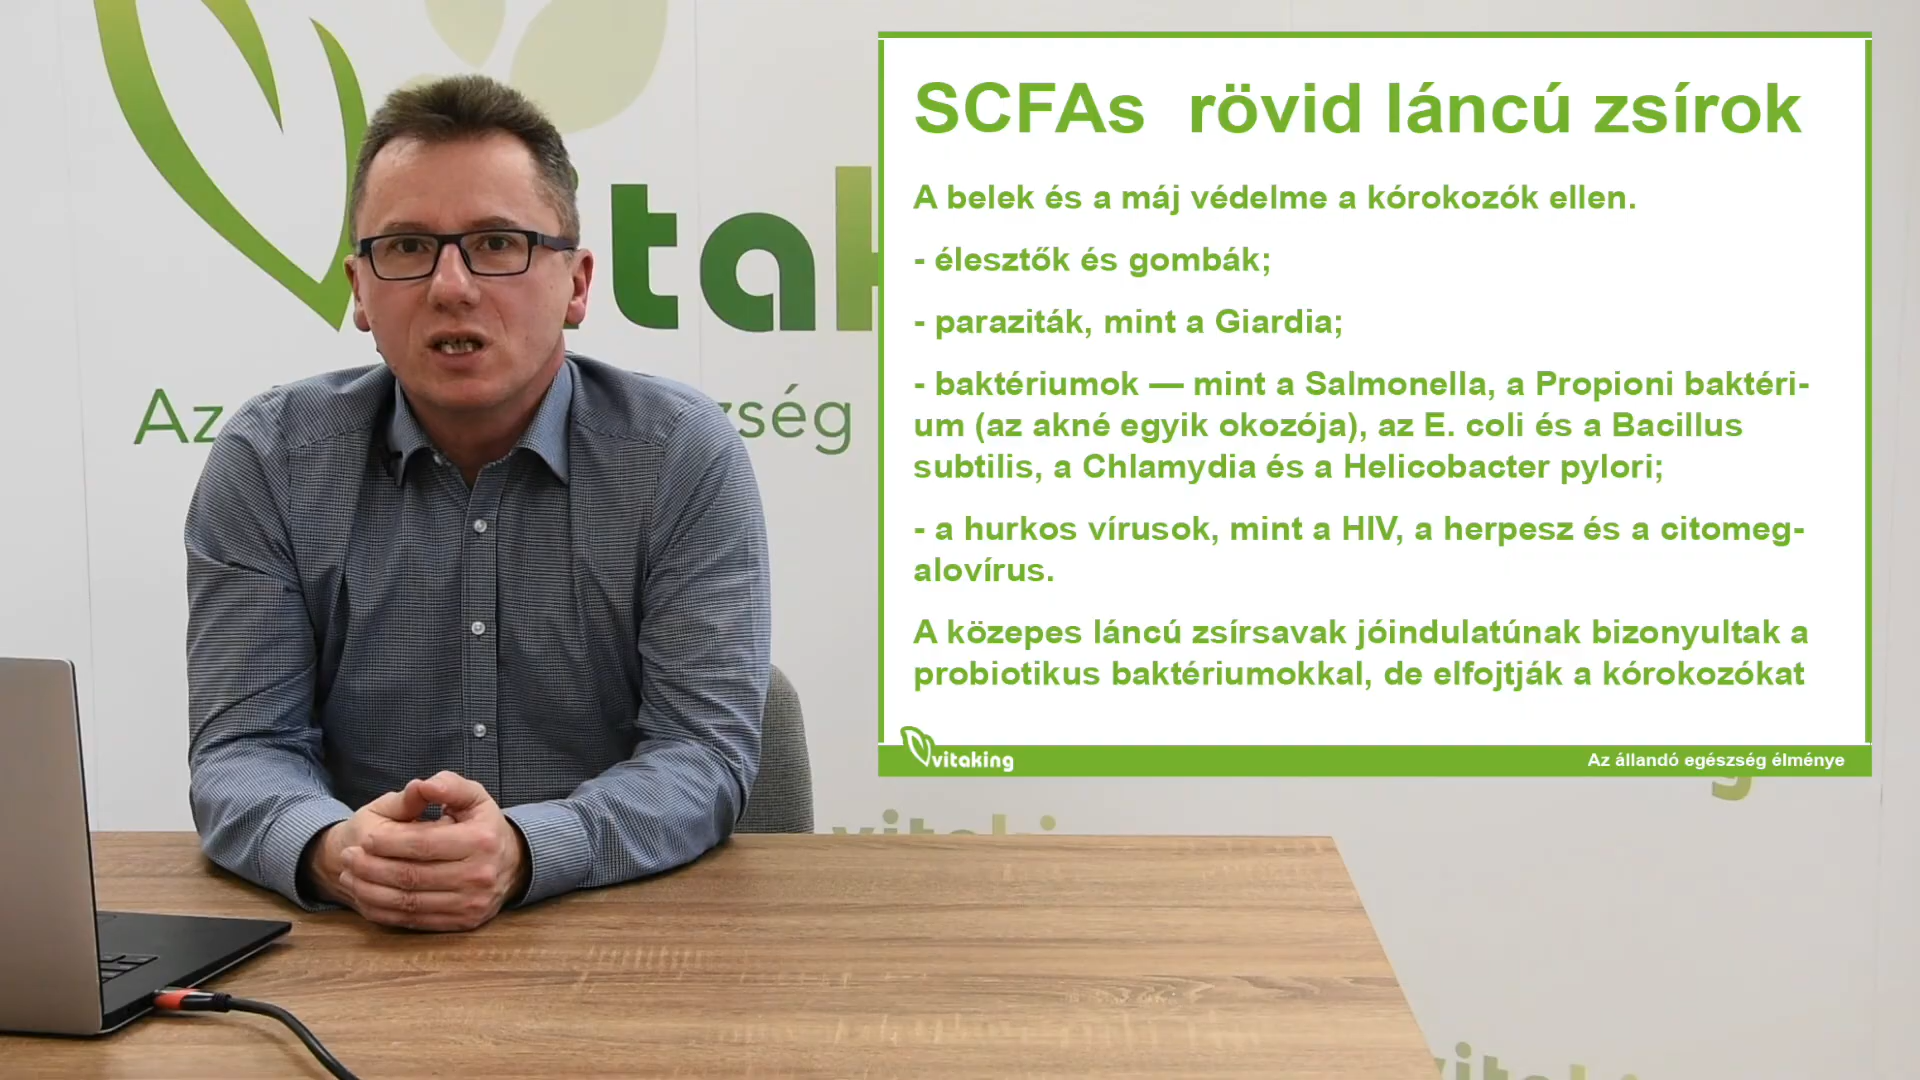 SCFAs rövid láncú zsírok
A belek és a máj védelme a kórokozók ellen.
- élesztők és gombák;
- paraziták, mint a Giardia;
- baktériumok — mint a Salmonella, a Propioni baktéri-
um (az akné egyik okozója), az E. coli és a Bacillus
subtilis, a Chlamydia és a Helicobacter pylori;
- a hurkos vírusok, mint a HIV, a herpesz és a citomeg-
alovírus.
A közepes láncú zsírsavak jóindulatúnak bizonyultak a
probiotikus baktériumokkal, de elfojtják a kórokozókat
vitaking
Az állandó egészség élménye
itak
Az
zség
vitaki